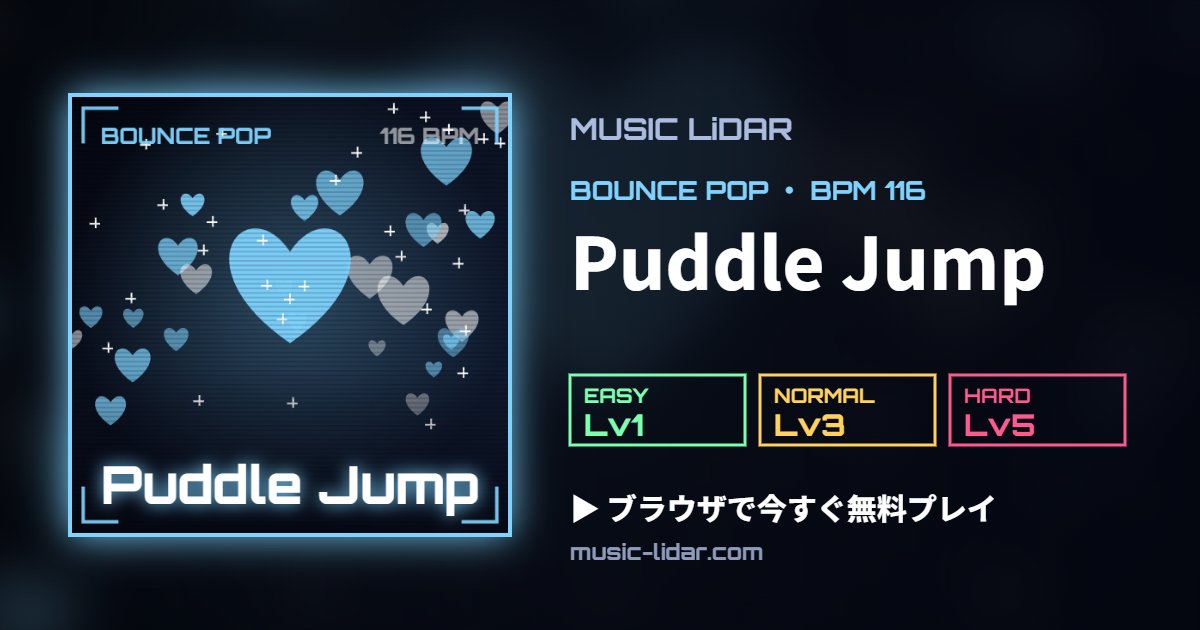 BOUNCE POP
116 BPM
Puddle Jump
MUSIC LiDAR
BOUNCE POP • BPM 116
Puddle Jump
EASY
Lv1
NORMAL
Lv3
HARD
Lv5
▶ ブラウザで今すぐ無料プレイ
music-lidar.com